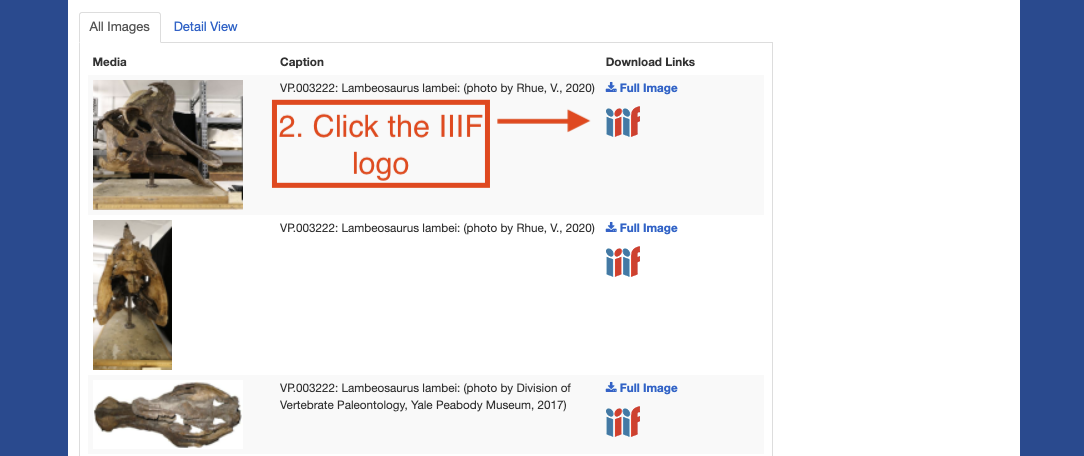 All Images Detail View
Media Caption Download Links
VP.003222: Lambeosaurus lambei: (photo by Rhue, V., 2020) Full Image
2. Click the IIIF
logo
iiif
VP.003222: Lambeosaurus lambei: (photo by Rhue, V., 2020) Full Image
iiif
VP.003222: Lambeosaurus lambei: (photo by Division of Full Image
Vertebrate Paleontology, Yale Peabody Museum, 2017)
iiif